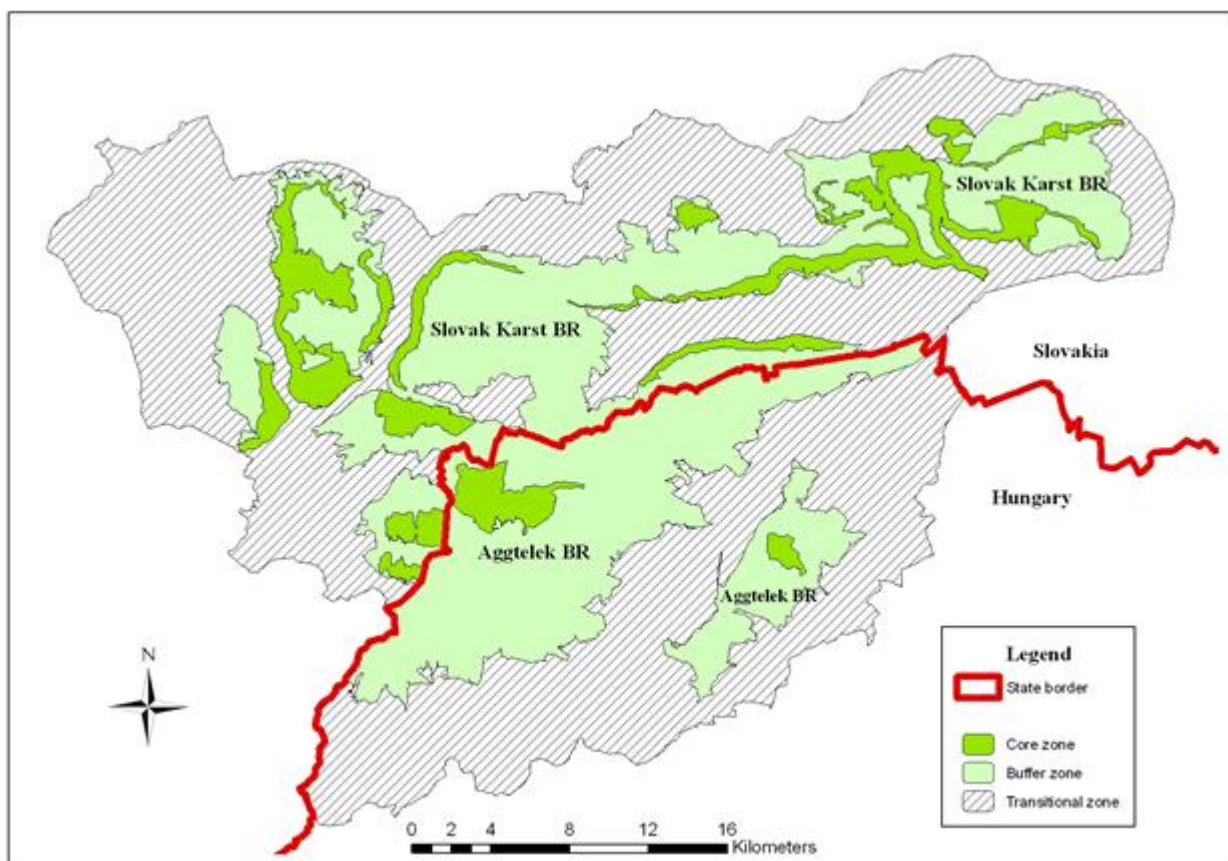 Slovak Karst BR
Slovak Karst BR
Slovakia
Hungary
Aggtelek BR
Aggtelek BR
N
Legend
State border
Core zone
Buffer zone
Transitional zone
0 2 4 8 12 16
Kilometers